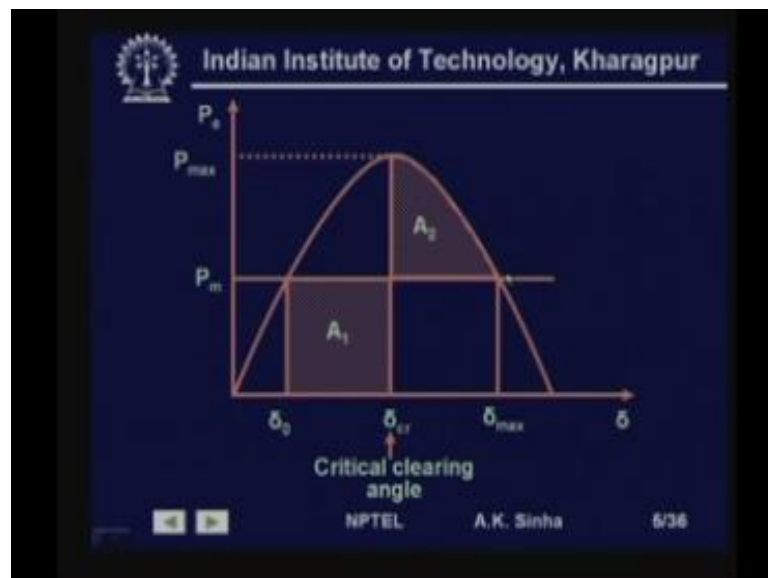 Indian Institute of Technology, Kharagpur
Pₑ
Pmax
A₂
Pm
A₁
δ₀ δcr δmax δ
Critical clearing
angle
NPTEL A.K. Sinha 5/36